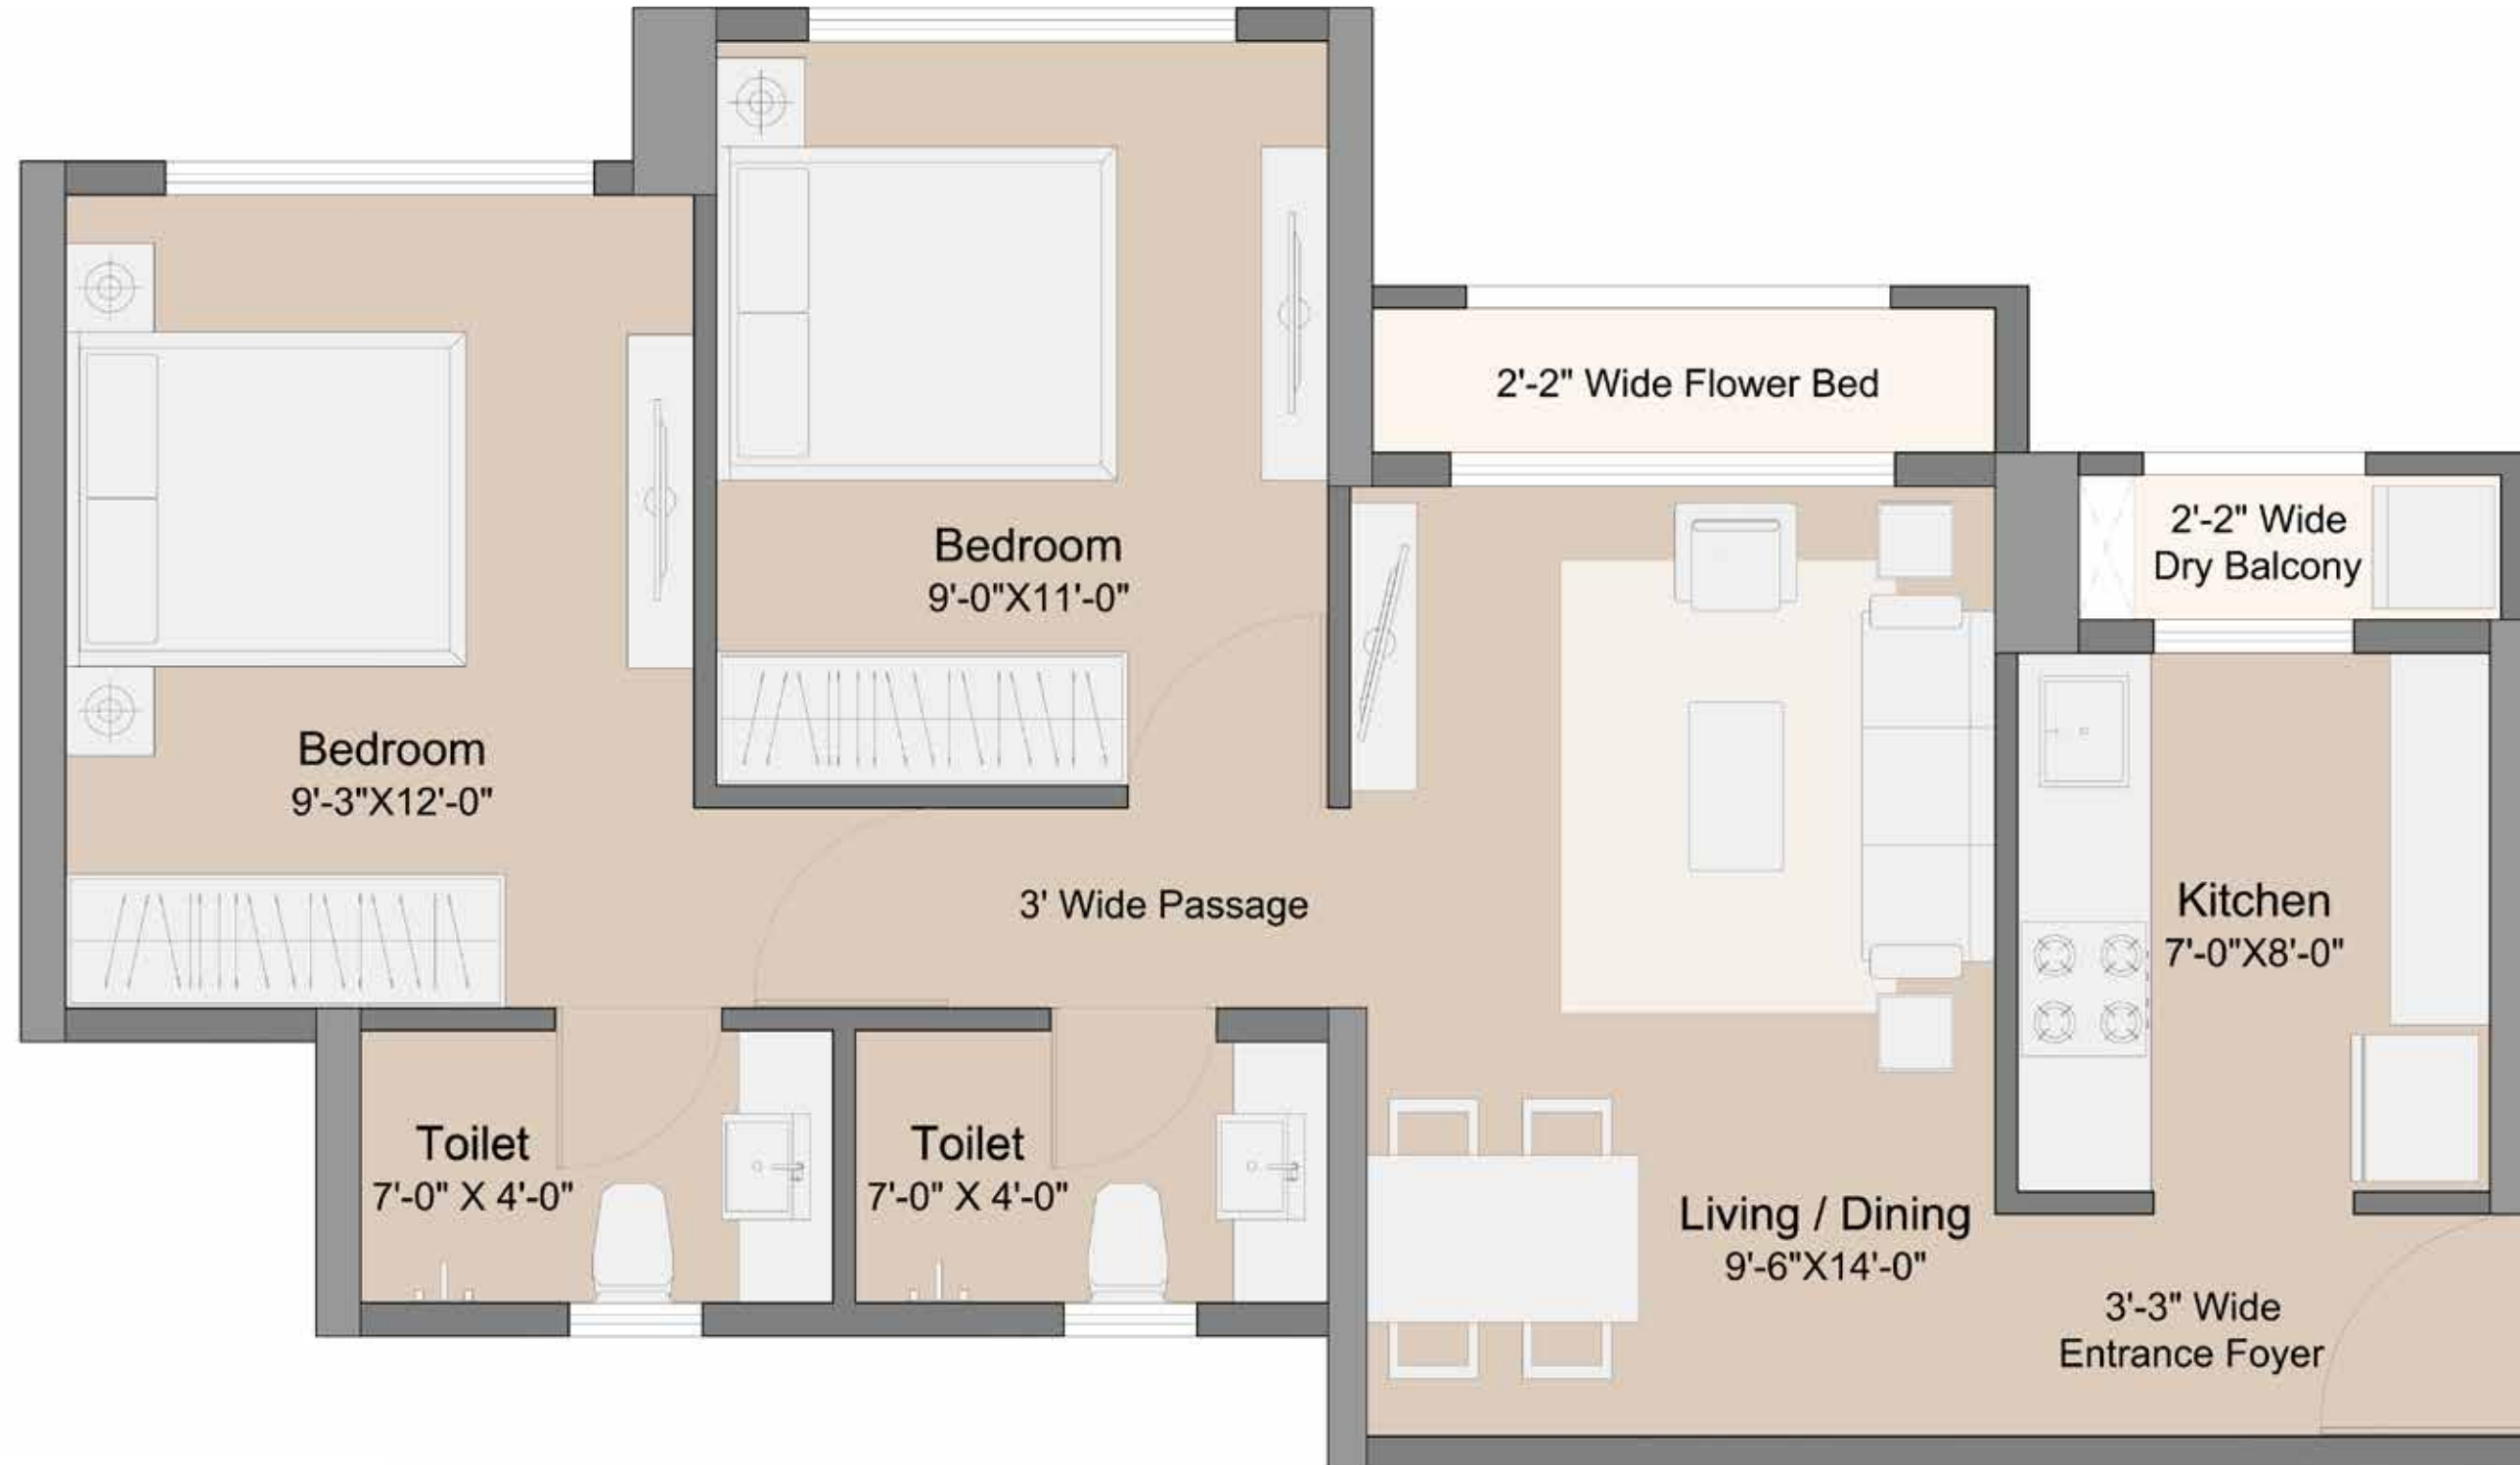 2'-2" Wide Flower Bed
2'-2" Wide
Dry Balcony
Bedroom
9'-0"X11'-0"
Bedroom
9'-3"X12'-0"
3' Wide Passage
Kitchen
7'-0"X8'-0"
Toilet
7'-0" X 4'-0"
Toilet
7'-0" X 4'-0"
Living / Dining
9'-6"X14'-0"
3'-3" Wide
Entrance Foyer